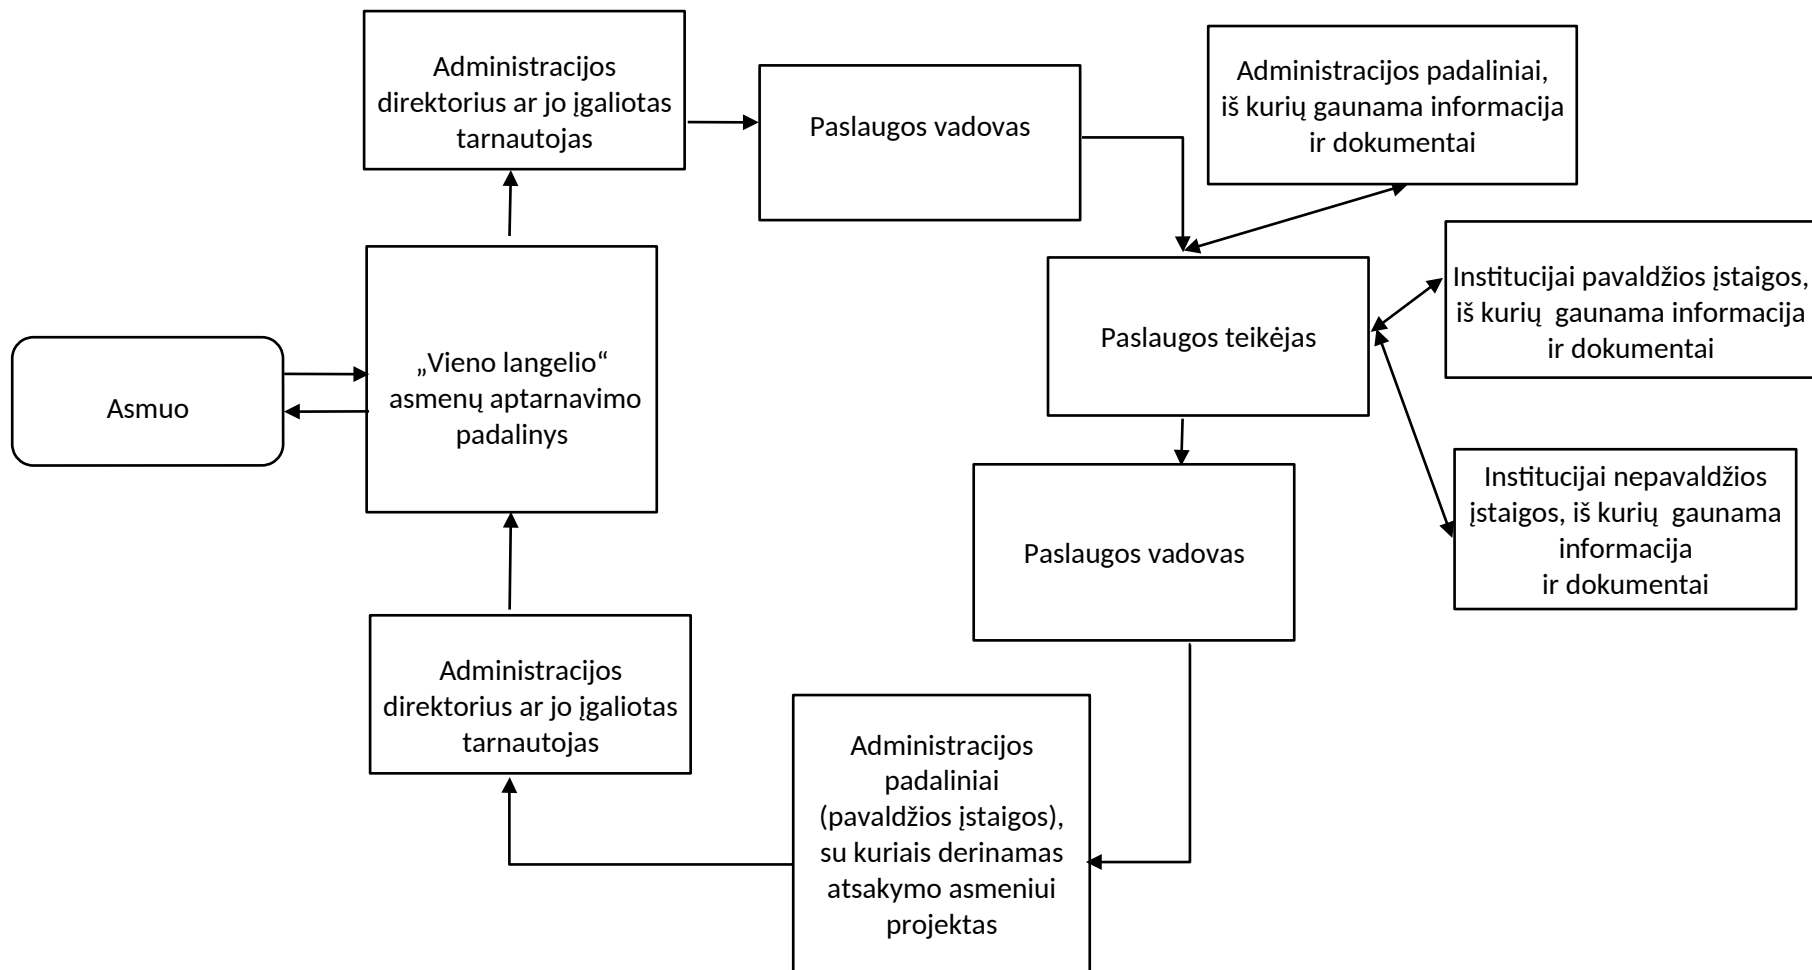 Administracijos
direktorius ar jo įgaliotas
tarnautojas
Paslaugos vadovas
Administracijos padaliniai,
iš kurių gaunama informacija
ir dokumentai
Institucijai pavaldžios įstaigos,
iš kurių  gaunama informacija
ir dokumentai
Paslaugos teikėjas
„Vieno langelio“
asmenų aptarnavimo
padalinys
Asmuo
Institucijai nepavaldžios
įstaigos, iš kurių  gaunama
informacija
ir dokumentai
Paslaugos vadovas
Administracijos
direktorius ar jo įgaliotas
tarnautojas
Administracijos
padaliniai
(pavaldžios įstaigos),
su kuriais derinamas
atsakymo asmeniui
projektas